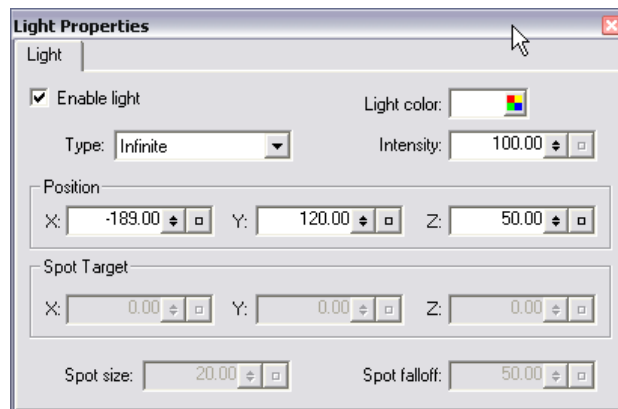 Light Properties
Light
Enable light
Light color:
Type: Infinite
Intensity: 100.00
Position
X: -189.00 Y: 120.00 Z: 50.00
Spot Target
X: 0.00 Y: 0.00 Z: 0.00
Spot size: 20.00 Spot falloff: 50.00